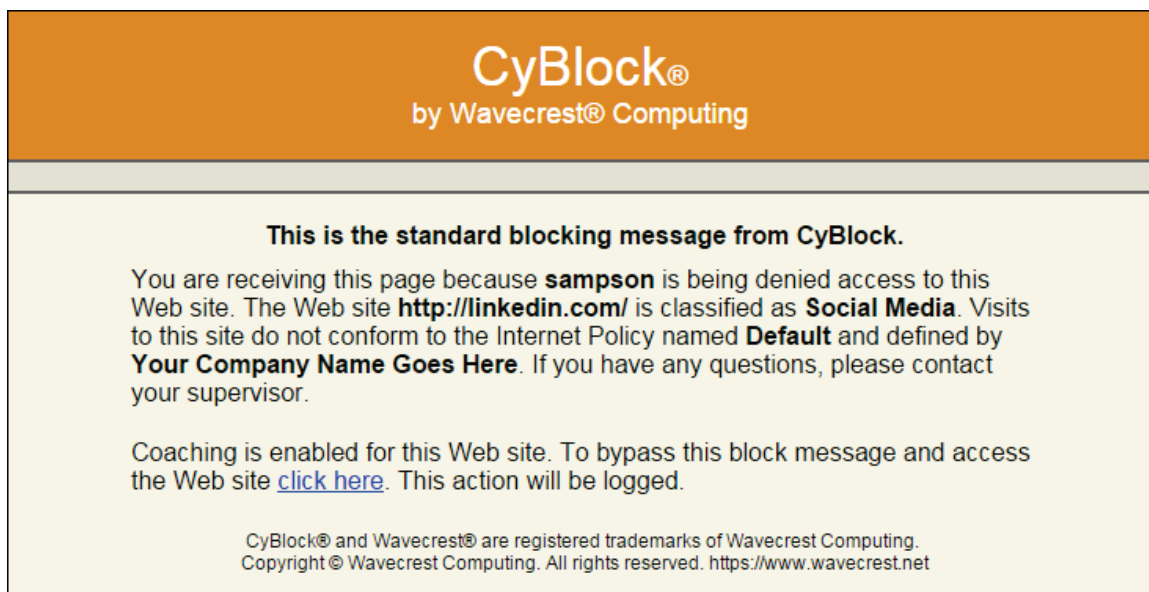 CyBlock®
by Wavecrest® Computing
This is the standard blocking message from CyBlock.
You are receiving this page because sampson is being denied access to this
Web site. The Web site http://linkedin.com/ is classified as Social Media. Visits
to this site do not conform to the Internet Policy named Default and defined by
Your Company Name Goes Here. If you have any questions, please contact
your supervisor.
Coaching is enabled for this Web site. To bypass this block message and access
the Web site click here. This action will be logged.
CyBlock® and Wavecrest® are registered trademarks of Wavecrest Computing.
Copyright © Wavecrest Computing. All rights reserved. https://www.wavecrest.net